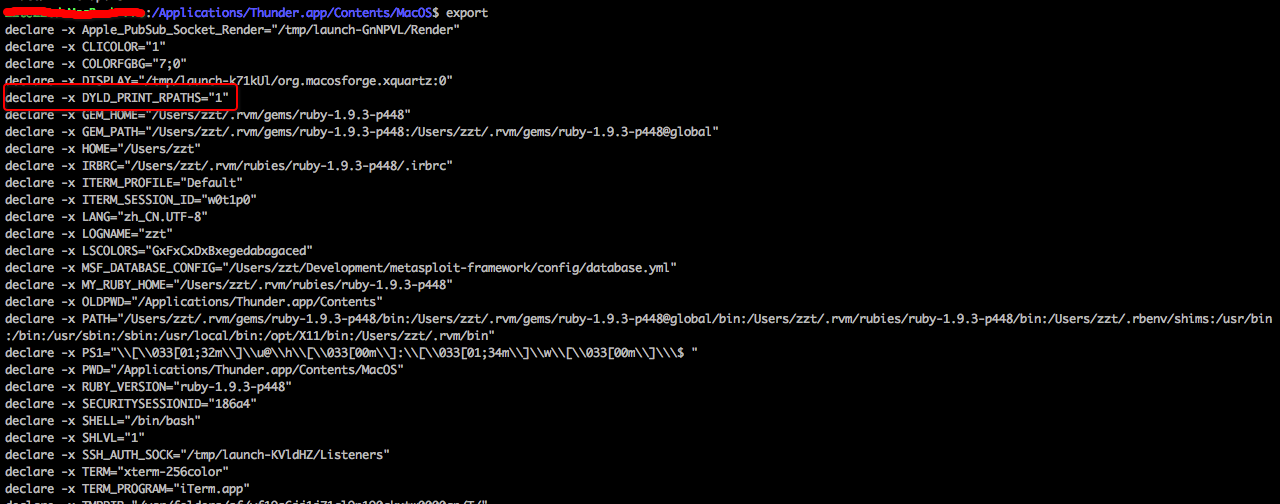 :/Applications/Thunder.app/Contents/MacOS$ export
declare -x Apple_PubSub_Socket_Render="/tmp/launch-GnNPVL/Render"
declare -x CLICOLOR="1"
declare -x COLORFGBG="7;0"
declare -x DISPLAY="/tmp/launch-k71kUl/org.macosforge.xquartz:0"
declare -x DYLD_PRINT_RPATHS="1"
declare -x GEM_HOME="/Users/zzt/.rvm/gems/ruby-1.9.3-p448"
declare -x GEM_PATH="/Users/zzt/.rvm/gems/ruby-1.9.3-p448:/Users/zzt/.rvm/gems/ruby-1.9.3-p448@global"
declare -x HOME="/Users/zzt"
declare -x IRBRC="/Users/zzt/.rvm/rubies/ruby-1.9.3-p448/.irbrc"
declare -x ITERM_PROFILE="Default"
declare -x ITERM_SESSION_ID="w0t1p0"
declare -x LANG="zh_CN.UTF-8"
declare -x LOGNAME="zzt"
declare -x LSCOLORS="GxFxCxDxBxegedabagaced"
declare -x MSF_DATABASE_CONFIG="/Users/zzt/Development/metasploit-framework/config/database.yml"
declare -x MY_RUBY_HOME="/Users/zzt/.rvm/rubies/ruby-1.9.3-p448"
declare -x OLDPWD="/Applications/Thunder.app/Contents"
declare -x PATH="/Users/zzt/.rvm/gems/ruby-1.9.3-p448/bin:/Users/zzt/.rvm/gems/ruby-1.9.3-p448@global/bin:/Users/zzt/.rvm/rubies/ruby-1.9.3-p448/bin:/Users/zzt/.rbenv/shims:/usr/bin
:/bin:/usr/sbin:/sbin:/usr/local/bin:/opt/X11/bin:/Users/zzt/.rvm/bin"
declare -x PS1="\\[\\033[01;32m\\]\\u@\\h\\[\\033[00m\\]:\\[\\033[01;34m\\]\\w\\[\\033[00m\\]\\\$ "
declare -x PWD="/Applications/Thunder.app/Contents/MacOS"
declare -x RUBY_VERSION="ruby-1.9.3-p448"
declare -x SECURITYSESSIONID="186a4"
declare -x SHELL="/bin/bash"
declare -x SHLVL="1"
declare -x SSH_AUTH_SOCK="/tmp/launch-KVldHZ/Listeners"
declare -x TERM="xterm-256color"
declare -x TERM_PROGRAM="iTerm.app"